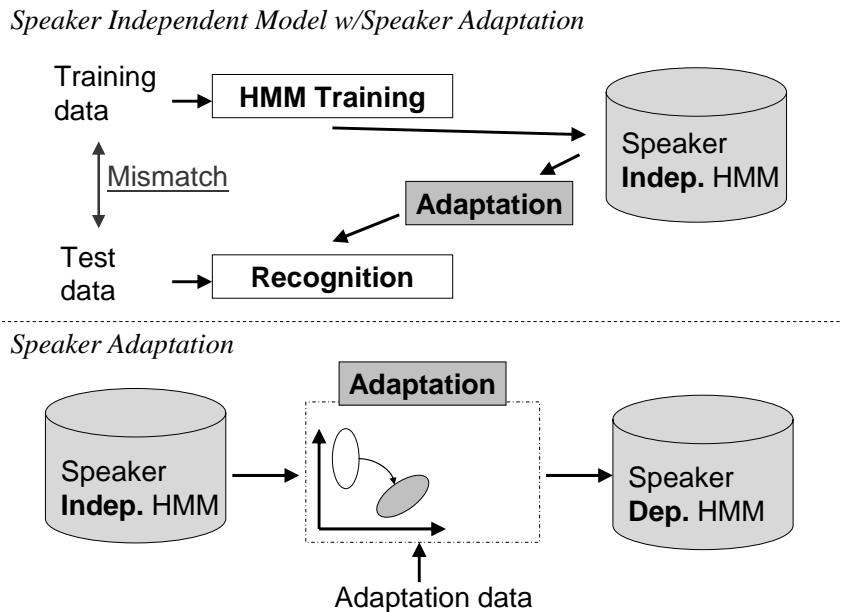 Speaker Independent Model w/Speaker Adaptation
Training
data
HMM Training
Speaker
Indep. HMM
Mismatch
Adaptation
Test
data
Recognition
Speaker Adaptation
Adaptation
Speaker
Indep. HMM
Speaker
Dep. HMM
Adaptation data